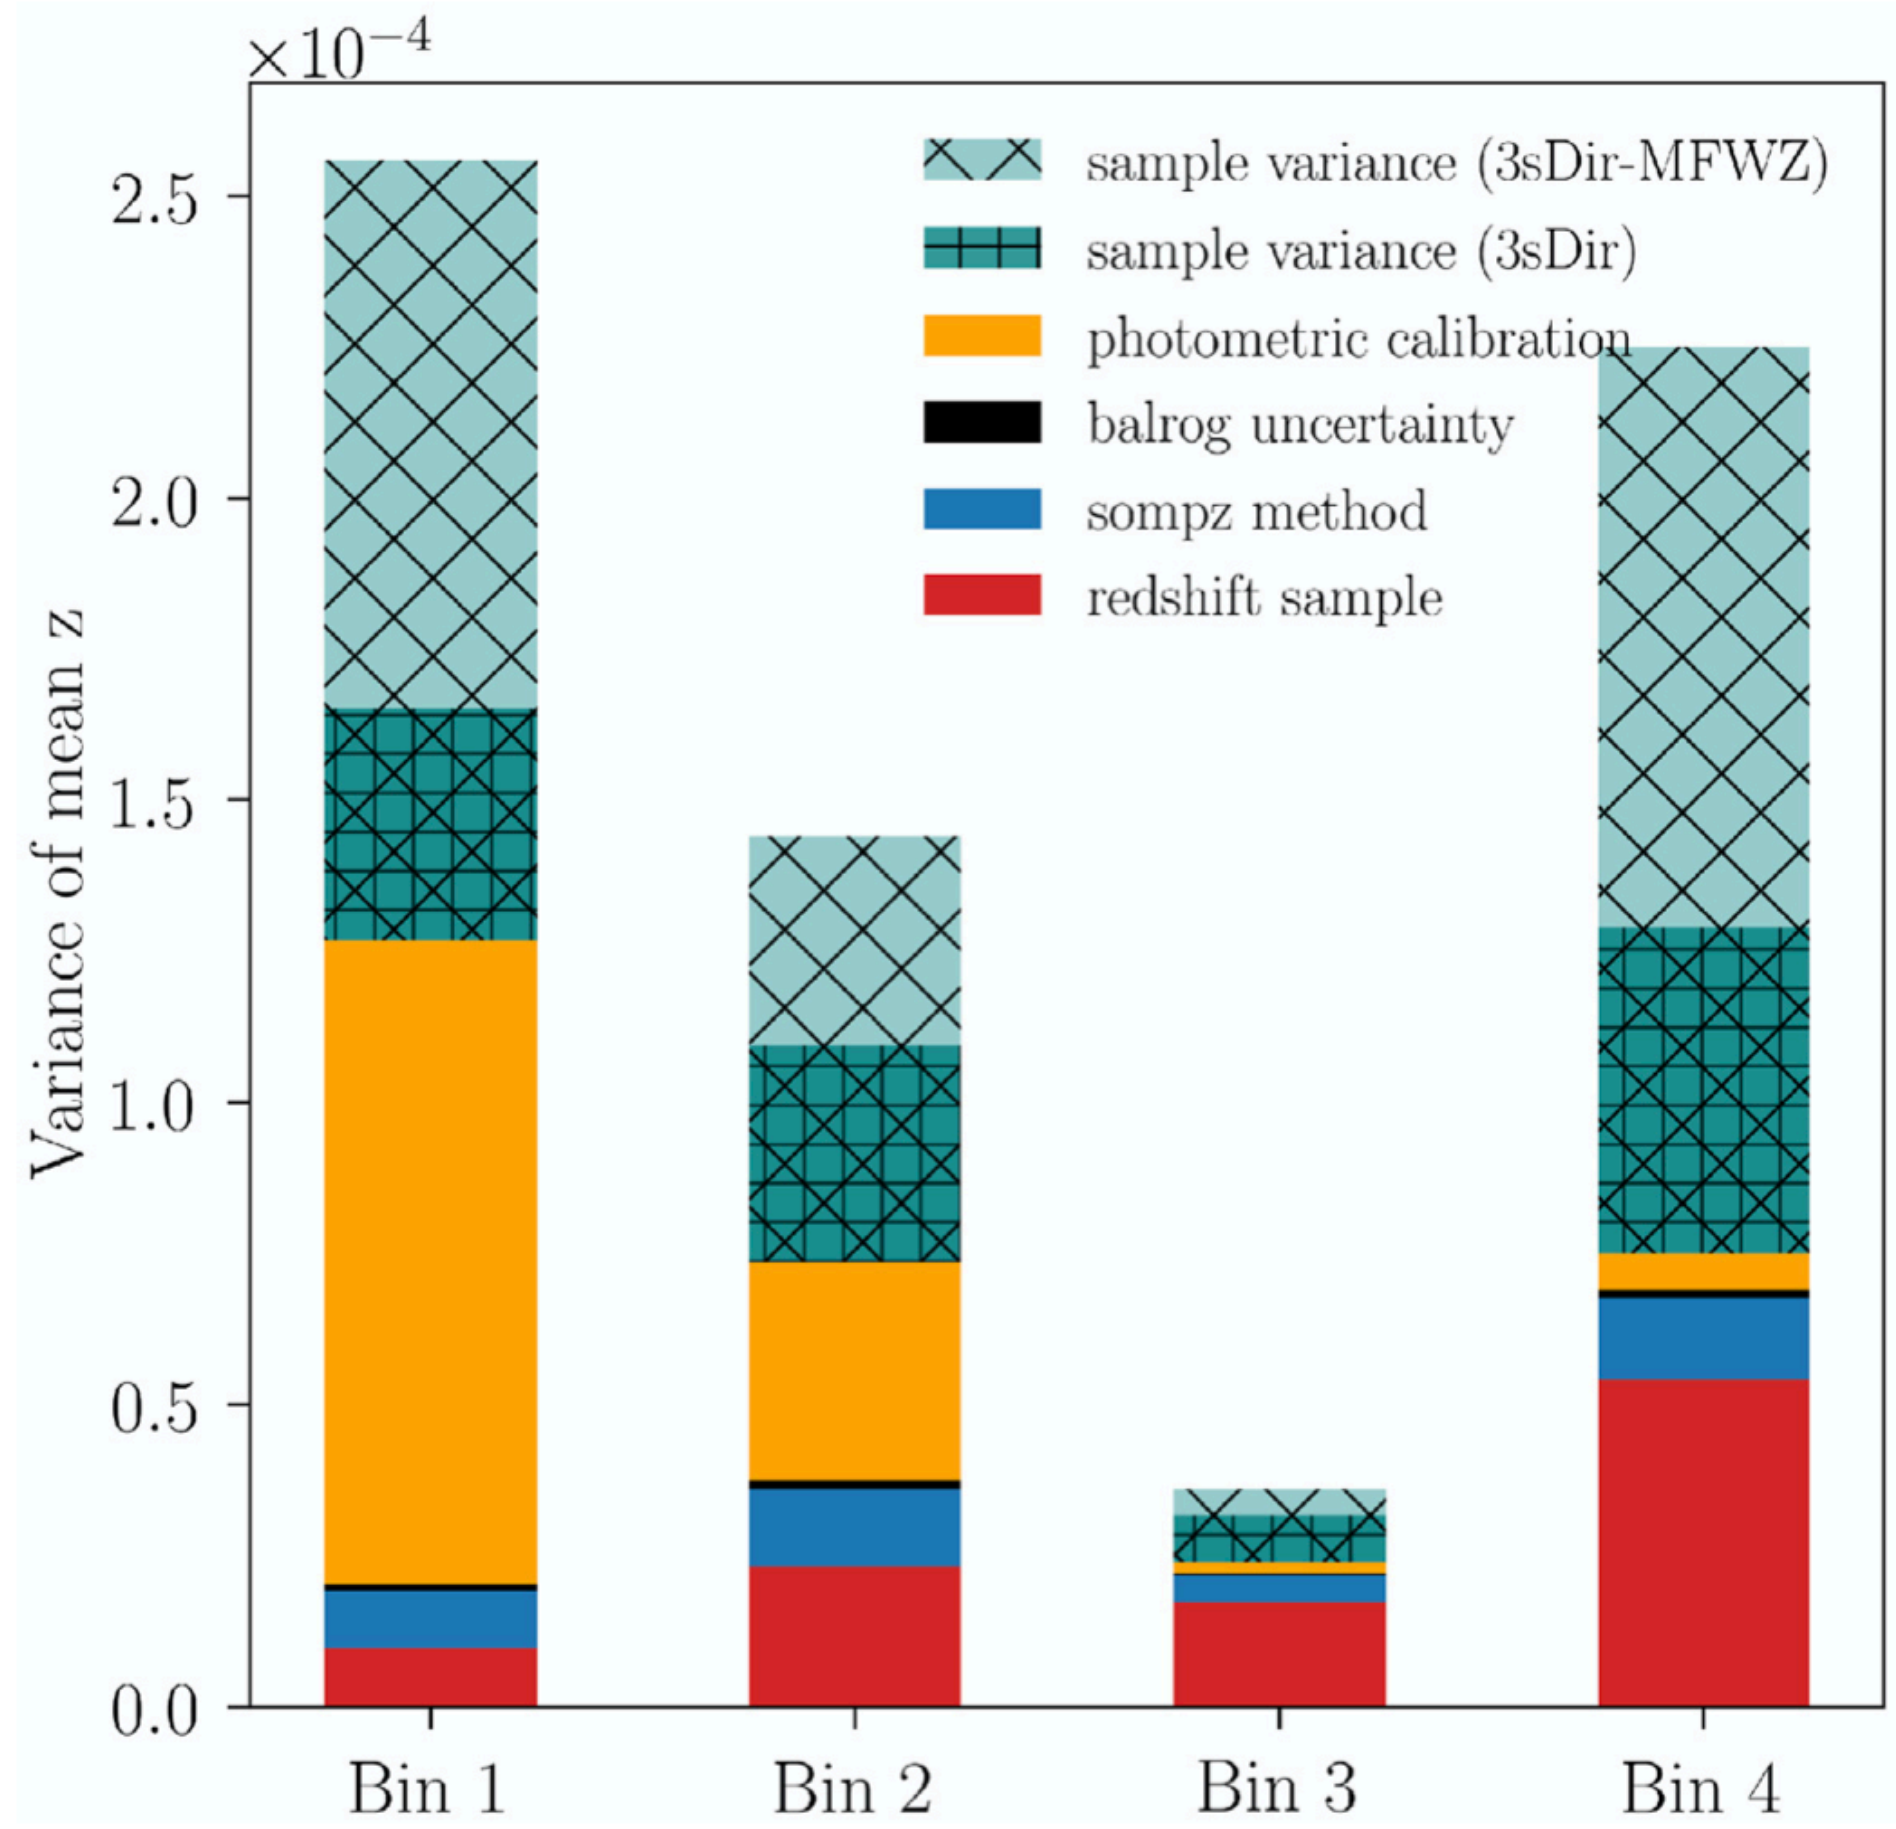 ×10⁻⁴
2.5
2.0
1.5
1.0
0.5
0.0
Variance of mean z
sample variance (3sDir-MFWZ)
sample variance (3sDir)
photometric calibration
balrog uncertainty
sompz method
redshift sample
Bin 1
Bin 2
Bin 3
Bin 4